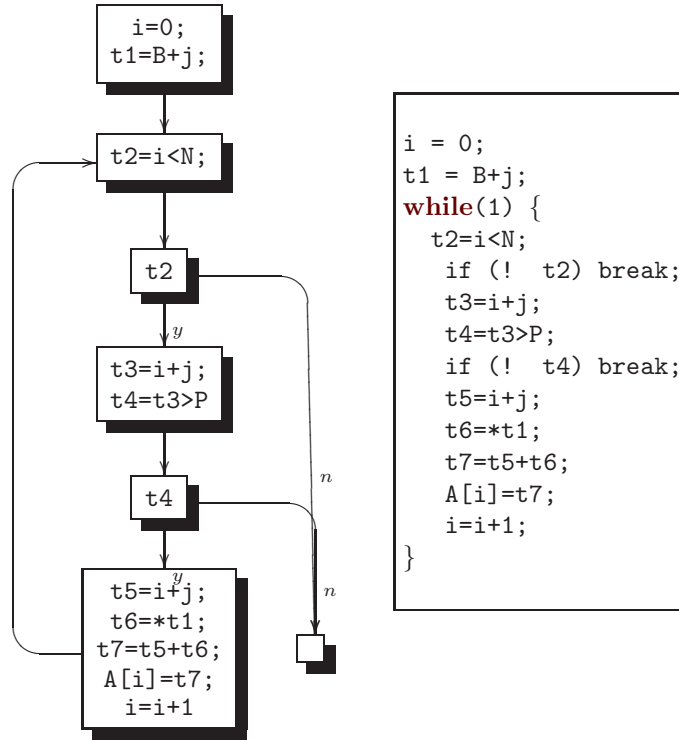 i=0;
t1=B+j;
t2=i<N;
t2
y
t3=i+j;
t4=t3>P
n
t4
y
n
t5=i+j;
t6=*t1;
t7=t5+t6;
A[i]=t7;
i=i+1
i = 0;
t1 = B+j;
while(1) {
t2=i<N;
if (! t2) break;
t3=i+j;
t4=t3>P;
if (! t4) break;
t5=i+j;
t6=*t1;
t7=t5+t6;
A[i]=t7;
i=i+1;
}